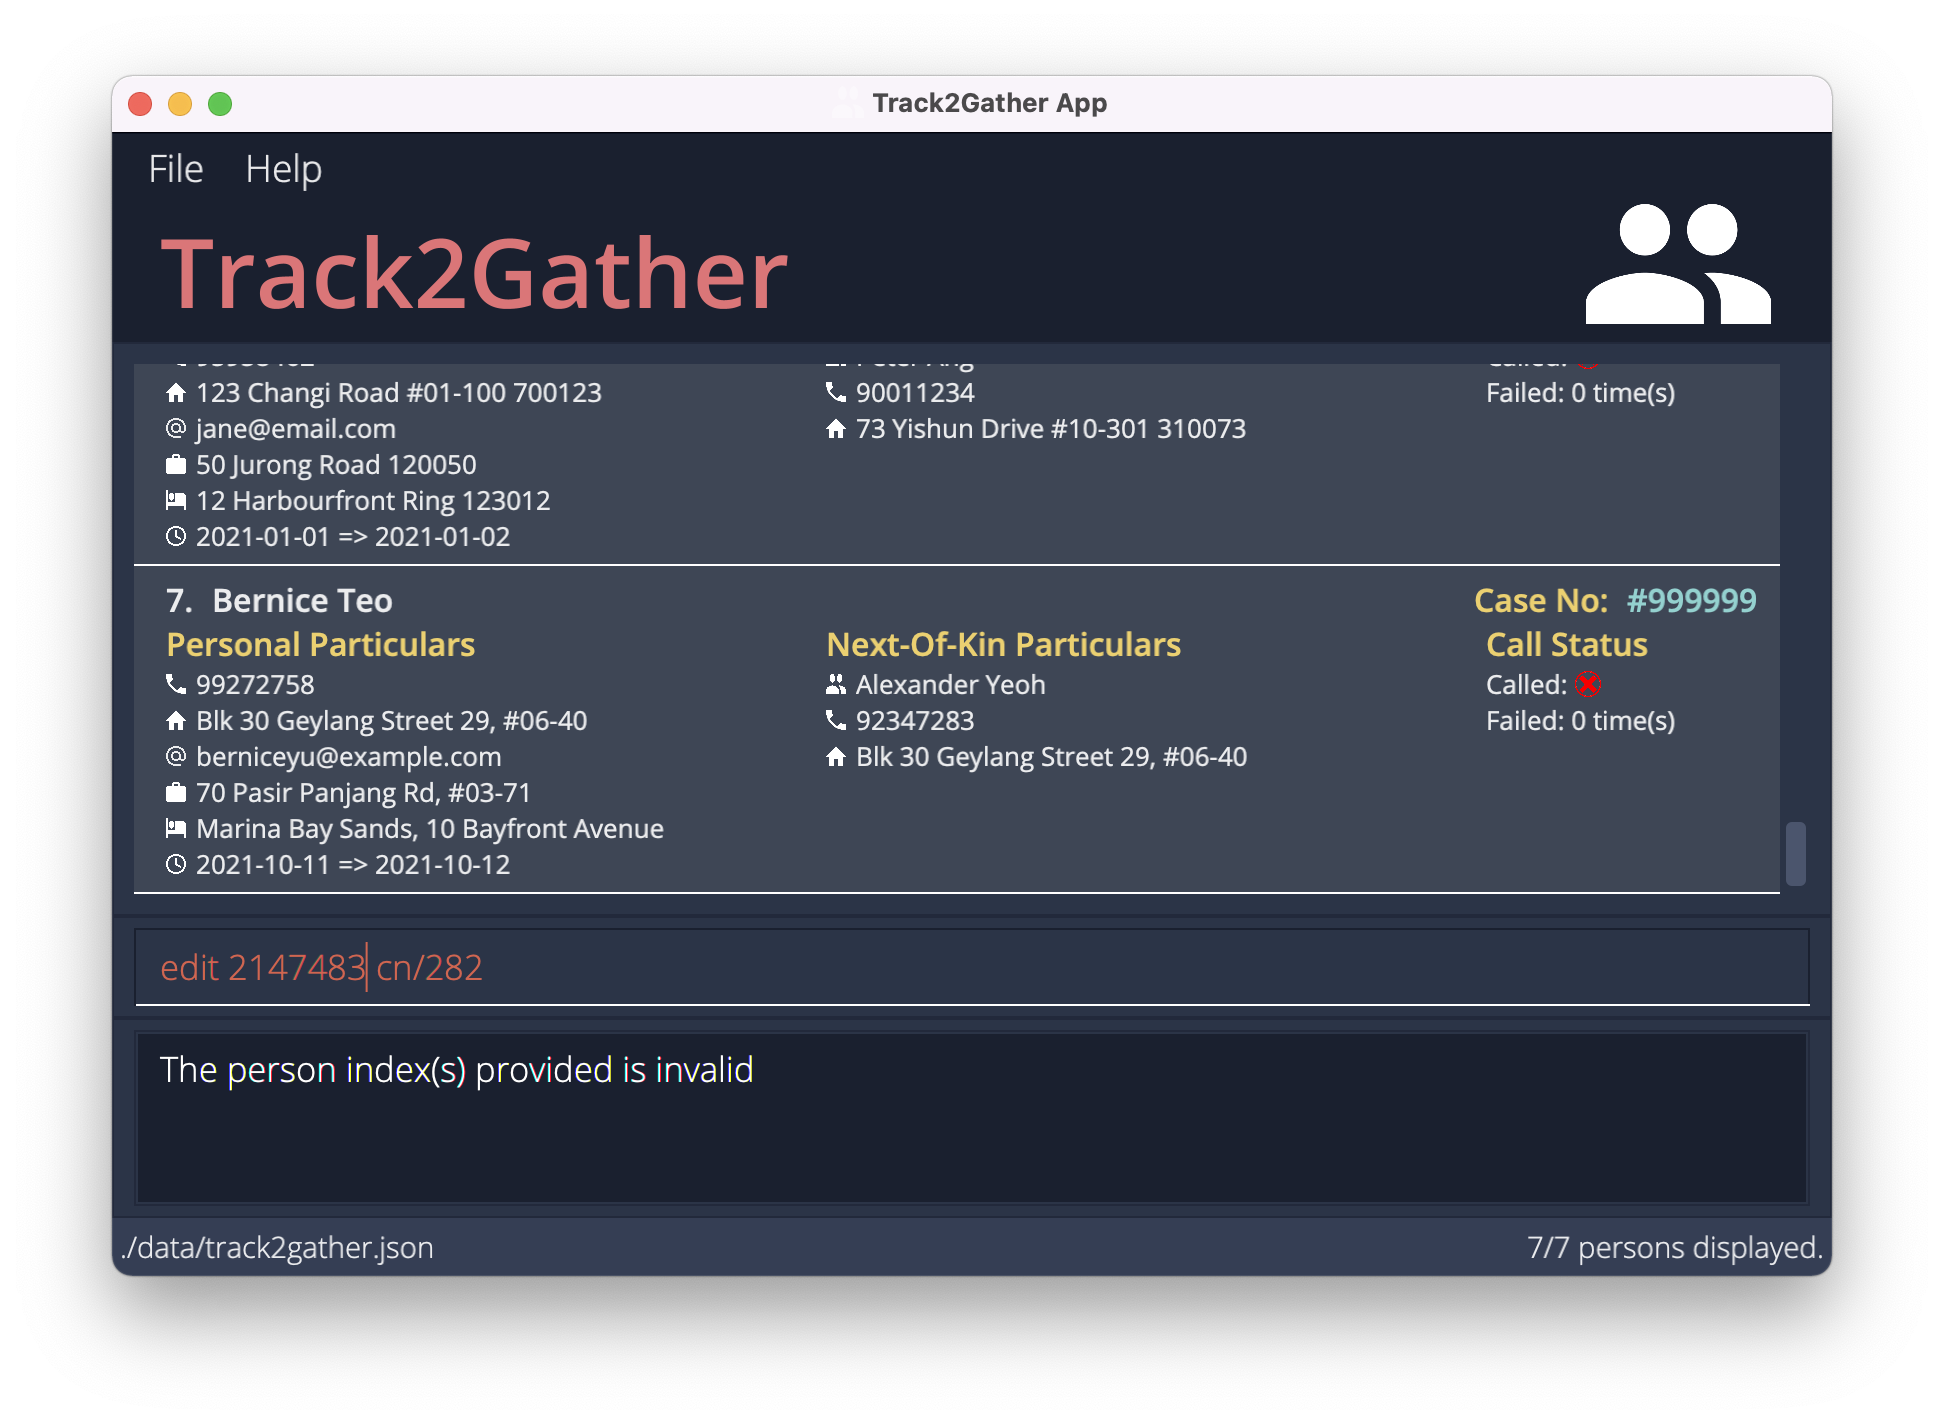 Track2Gather App
File Help
Track2Gather
123 Changi Road #01-100 700123
90011234
Failed: 0 time(s)
@ jane@email.com
73 Yishun Drive #10-301 310073
50 Jurong Road 120050
12 Harbourfront Ring 123012
2021-01-01 => 2021-01-02
7. Bernice Teo
Case No: #999999
Personal Particulars
Next-Of-Kin Particulars
Call Status
99272758
Alexander Yeoh
Called:
Blk 30 Geylang Street 29, #06-40
92347283
Failed: 0 time(s)
@ berniceyu@example.com
Blk 30 Geylang Street 29, #06-40
70 Pasir Panjang Rd, #03-71
Marina Bay Sands, 10 Bayfront Avenue
2021-10-11 => 2021-10-12
edit 2147483 cn/282
The person index(s) provided is invalid
./data/track2gather.json
7/7 persons displayed.